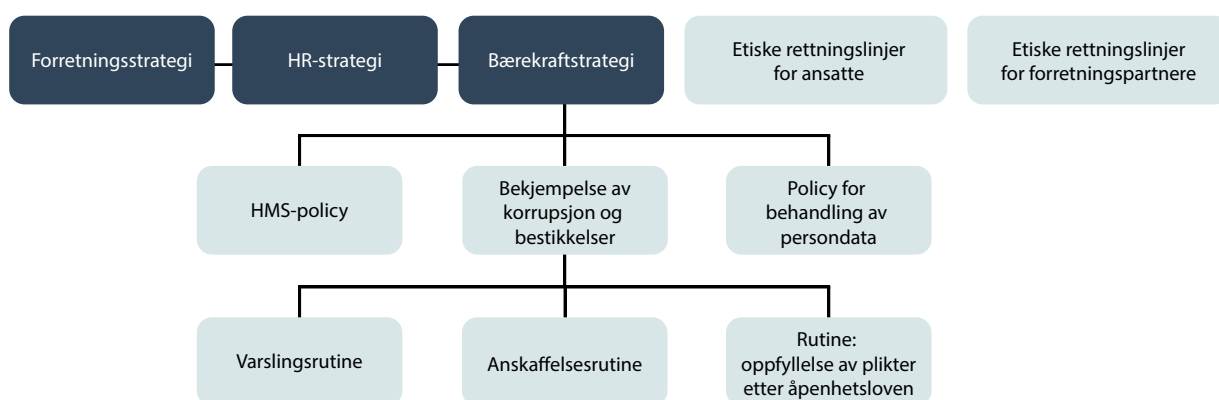 Forretningsstrategi
HR-strategi
Bærekraftstrategi
Etiske rettningslinjer
for ansatte
Etiske rettningslinjer
for forretningspartnere
HMS-policy
Bekjempelse av
korrupsjon og
bestikkelser
Policy for
behandling av
persondata
Varslingsrutine
Anskaffelsesrutine
Rutine:
oppfyllelse av plikter
etter åpenhetsloven